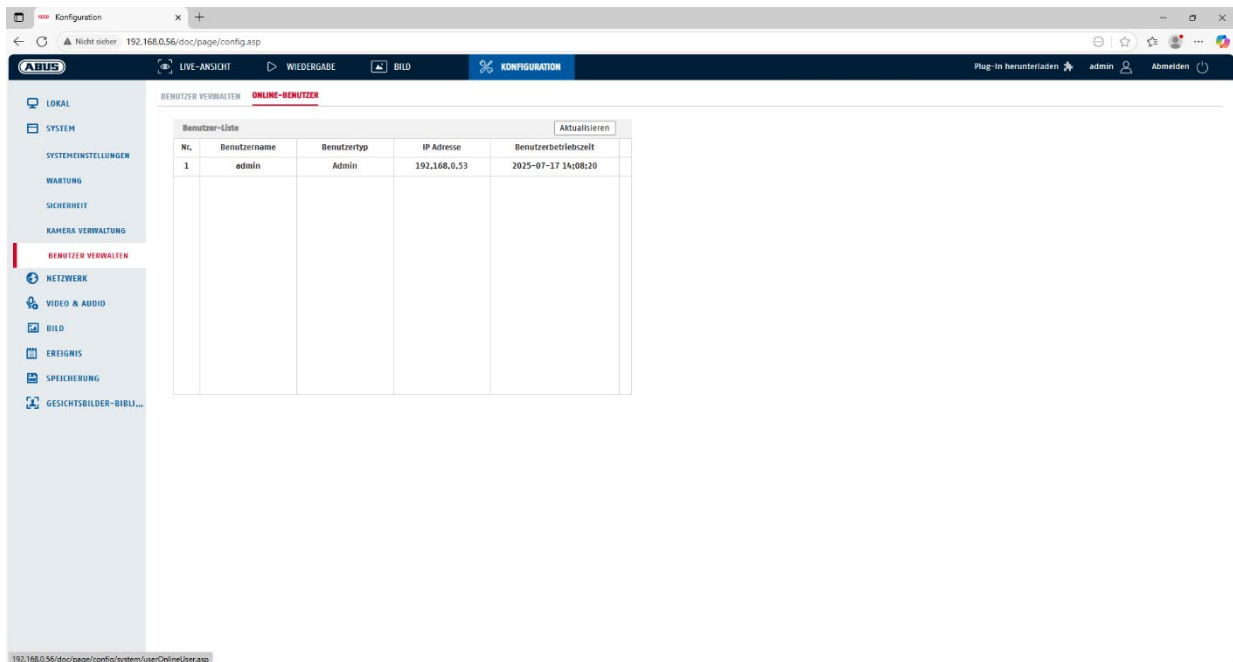 Konfiguration
Nicht sicher 192.168.0.56/doc/page/config.asp
ABUS LIVE-ANSICHT WIEDERGABE BILD KONFIGURATION Plug-In herunterladen admin Abmelden
BENUTZER VERWALTEN ONLINE-BENUTZER
LOKAL
SYSTEM
SYSTEMEINSTELLUNGEN
WARTUNG
SICHERHEIT
KAMERA VERWALTUNG
BENUTZER VERWALTEN
NETZWERK
VIDEO & AUDIO
BILD
EREIGNIS
SPEICHERUNG
GESICHTSBILDER-BIBLI...
Benutzer-Liste Aktualisieren
Nr. Benutzername Benutzertyp IP Adresse Benutzerbetriebszeit
1 admin Admin 192.168.0.53 2025-07-17 14:08:20
192.168.0.56/doc/page/config/system/userOnlineUser.asp